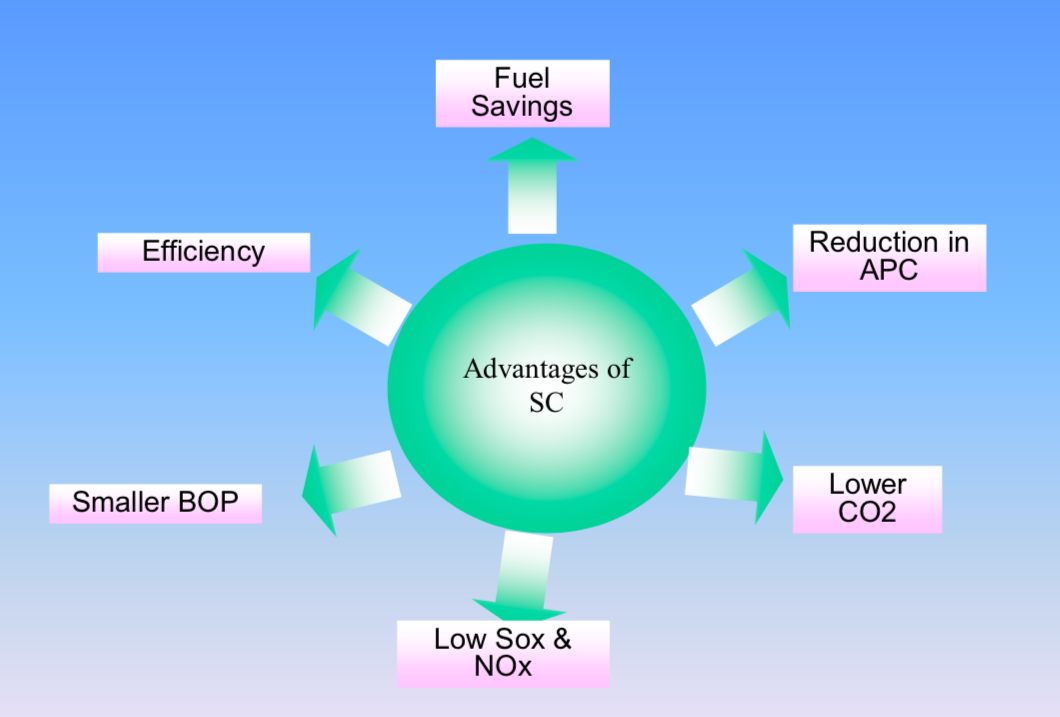 Fuel
Savings
Efficiency
Reduction in
APC
Advantages of
SC
Smaller BOP
Lower
CO2
Low Sox &
NOx